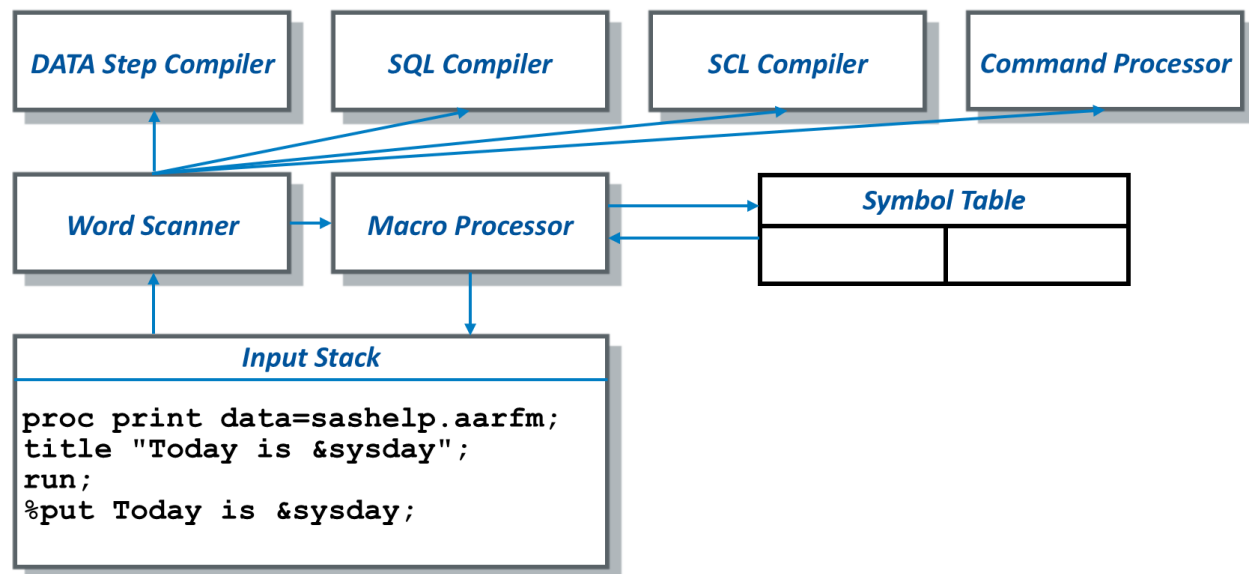 DATA Step Compiler
SQL Compiler
SCL Compiler
Command Processor
Word Scanner
Macro Processor
Symbol Table
Input Stack
proc print data=sashelp.aarfm;
title "Today is &sysday";
run;
%put Today is &sysday;